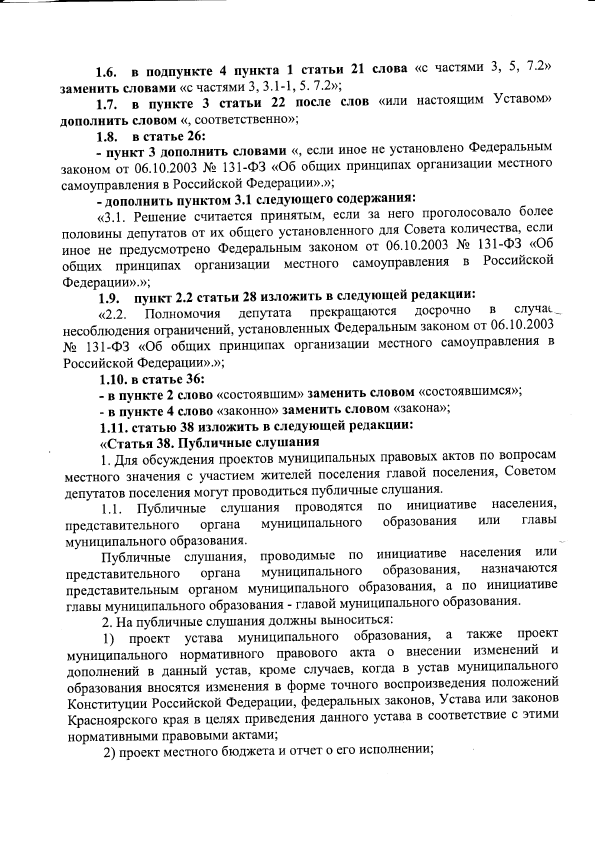 1.6. в подпункте 4 пункта 1 статьи 21 слова «с частями 3, 5, 7.2»
заменить словами «с частями 3, 3.1-1, 5. 7.2»;
1.7. в пункте 3 статьи 22 после слов «или настоящим Уставом»
дополнить словом «, соответственно»;
1.8. в статье 26:
- пункт 3 дополнить словами «, если иное не установлено Федеральным
законом от 06.10.2003 № 131-ФЗ «Об общих принципах организации местного
самоуправления в Российской Федерации».»;
- дополнить пунктом 3.1 следующего содержания:
«3.1. Решение считается принятым, если за него проголосовало более
половины депутатов от их общего установленного для Совета количества, если
иное не предусмотрено Федеральным законом от 06.10.2003 № 131-ФЗ «Об
общих принципах организации местного самоуправления в Российской
Федерации».»;
1.9. пункт 2.2 статьи 28 изложить в следующей редакции:
«2.2. Полномочия депутата прекращаются досрочно в случае
несоблюдения ограничений, установленных Федеральным законом от 06.10.2003
№ 131-ФЗ «Об общих принципах организации местного самоуправления в
Российской Федерации».»;
1.10. в статье 36:
- в пункте 2 слово «состоявшим» заменить словом «состоявшимся»;
- в пункте 4 слово «законно» заменить словом «закона»;
1.11. статью 38 изложить в следующей редакции:
«Статья 38. Публичные слушания
1. Для обсуждения проектов муниципальных правовых актов по вопросам
местного значения с участием жителей поселения главой поселения, Советом
депутатов поселения могут проводиться публичные слушания.
1.1. Публичные слушания проводятся по инициативе населения,
представительного органа муниципального образования или главы
муниципального образования.
Публичные слушания, проводимые по инициативе населения или
представительного органа муниципального образования, назначаются
представительным органом муниципального образования, а по инициативе
главы муниципального образования - главой муниципального образования.
2. На публичные слушания должны выноситься:
1) проект устава муниципального образования, а также проект
муниципального нормативного правового акта о внесении изменений и
дополнений в данный устав, кроме случаев, когда в устав муниципального
образования вносятся изменения в форме точного воспроизведения положений
Конституции Российской Федерации, федеральных законов, Устава или законов
Красноярского края в целях приведения данного устава в соответствие с этими
нормативными правовыми актами;
2) проект местного бюджета и отчет о его исполнении;